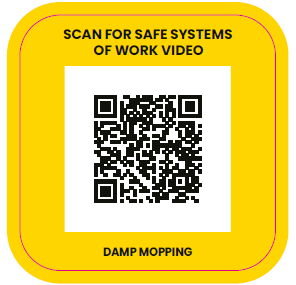 SCAN FOR SAFE SYSTEMS
OF WORK VIDEO
DAMP MOPPING